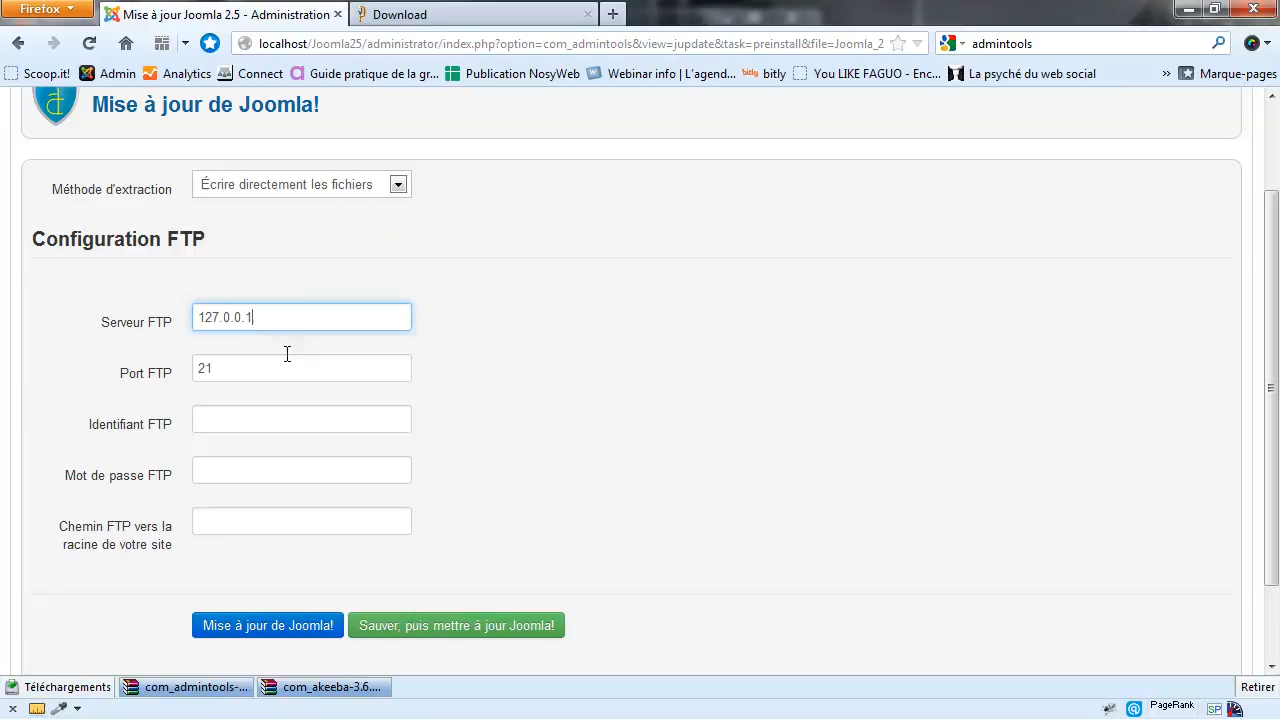 Firefox
Mise à jour Joomla 2.5 - Administration
Download
localhost/Joomla25/administrator/index.php?option=com_admintools&view=jupdate&task=preinstall&file=Joomla_2
admintools
Scoop.it!
Admin
Analytics
Connect
Guide pratique de la gr...
Publication NosyWeb
Webinar info | L'agend...
bitly
bitly
You LIKE FAGUO - Enc...
La psyché du web social
»
Marque-pages
Mise à jour de Joomla!
Méthode d'extraction
Écrire directement les fichiers
Configuration FTP
Serveur FTP
127.0.0.1
Port FTP
21
Identifiant FTP
Mot de passe FTP
Chemin FTP vers la
racine de votre site
Mise à jour de Joomla!
Sauver, puis mettre à jour Joomla!
Téléchargements
com_admintools-...
com_akeeba-3.6....
Retirer
PageRank
SP